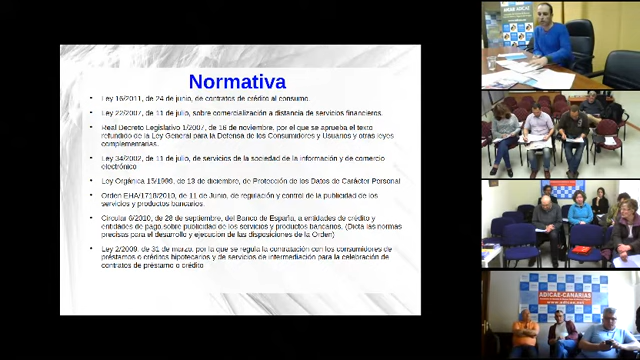 Normativa
Ley 16/2011, de 24 de junio, de contratos de crédito al consumo.
Ley 22/2007, de 11 de julio, sobre comercialización a distancia de servicios financieros.
Real Decreto Legislativo 1/2007, de 16 de noviembre, por el que se aprueba el texto
refundido de la Ley General para la Defensa de los Consumidores y Usuarios y otras leyes
complementarias.
Ley 34/2002, de 11 de julio, de servicios de la sociedad de la información y de comercio
electrónico
Ley Orgánica 15/1999, de 13 de diciembre, de Protección de los Datos de Carácter Personal
Orden EHA/1718/2010, de 11 de Junio, de regulación y control de la publicidad de los
servicios y productos bancarios.
Circular 6/2010, de 28 de septiembre, del Banco de España, a entidades de crédito y
entidades de pago,sobre publicidad de los servicios y productos bancarios. (Dicta las normas
precisas para el desarrollo y ejecución de las disposiciones de la Orden)
Ley 2/2009, de 31 de marzo, por la que se regula la contratación con los consumidores de
préstamos o créditos hipotecarios y de servicios de intermediación para la celebración de
contratos de préstamo o crédito
ADICAE-CANARIAS
www.adicae.net